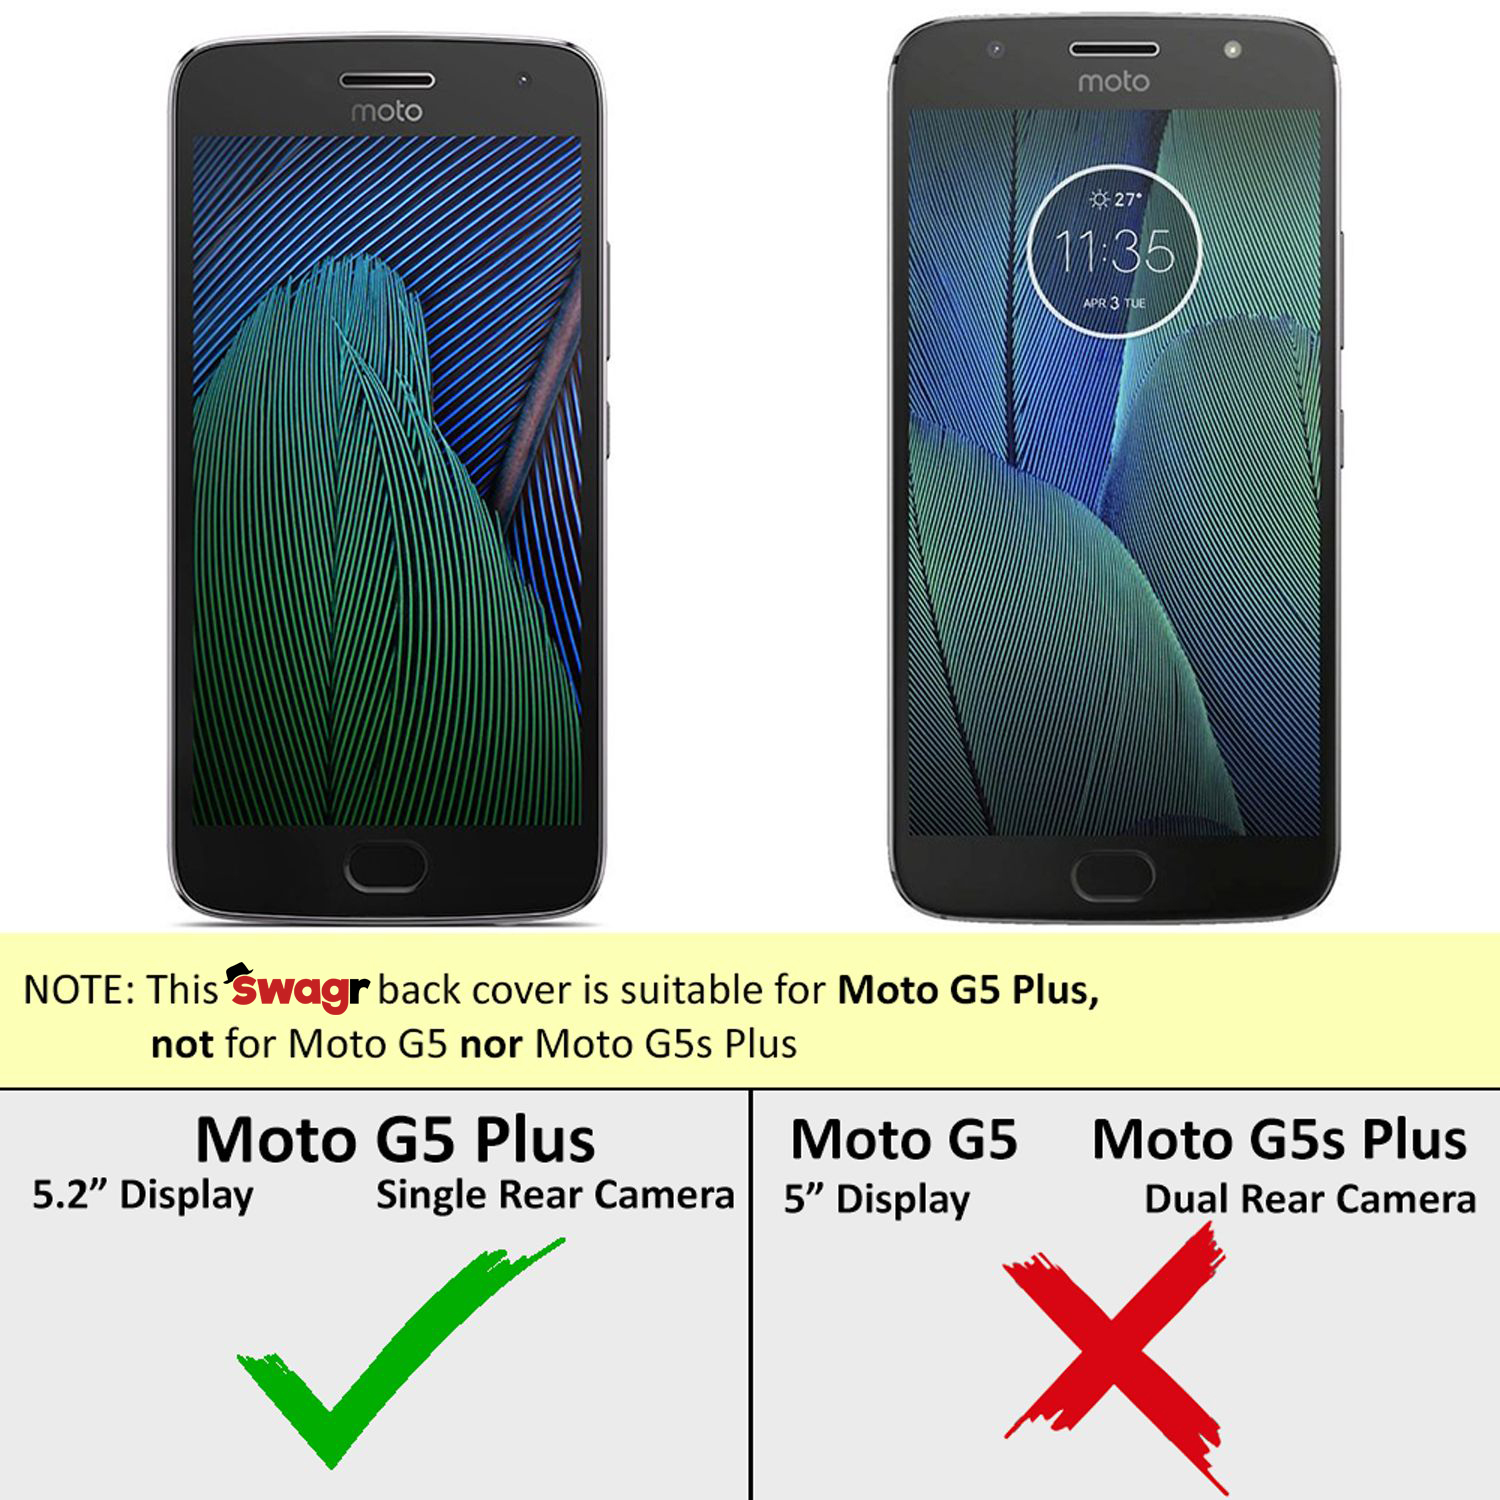 moto
moto
27°
11:35
APR 3 TUE
NOTE: This swagr back cover is suitable for Moto G5 Plus,
not for Moto G5 nor Moto G5s Plus
Moto G5 Plus
5.2” Display Single Rear Camera
Moto G5 Moto G5s Plus
5” Display Dual Rear Camera